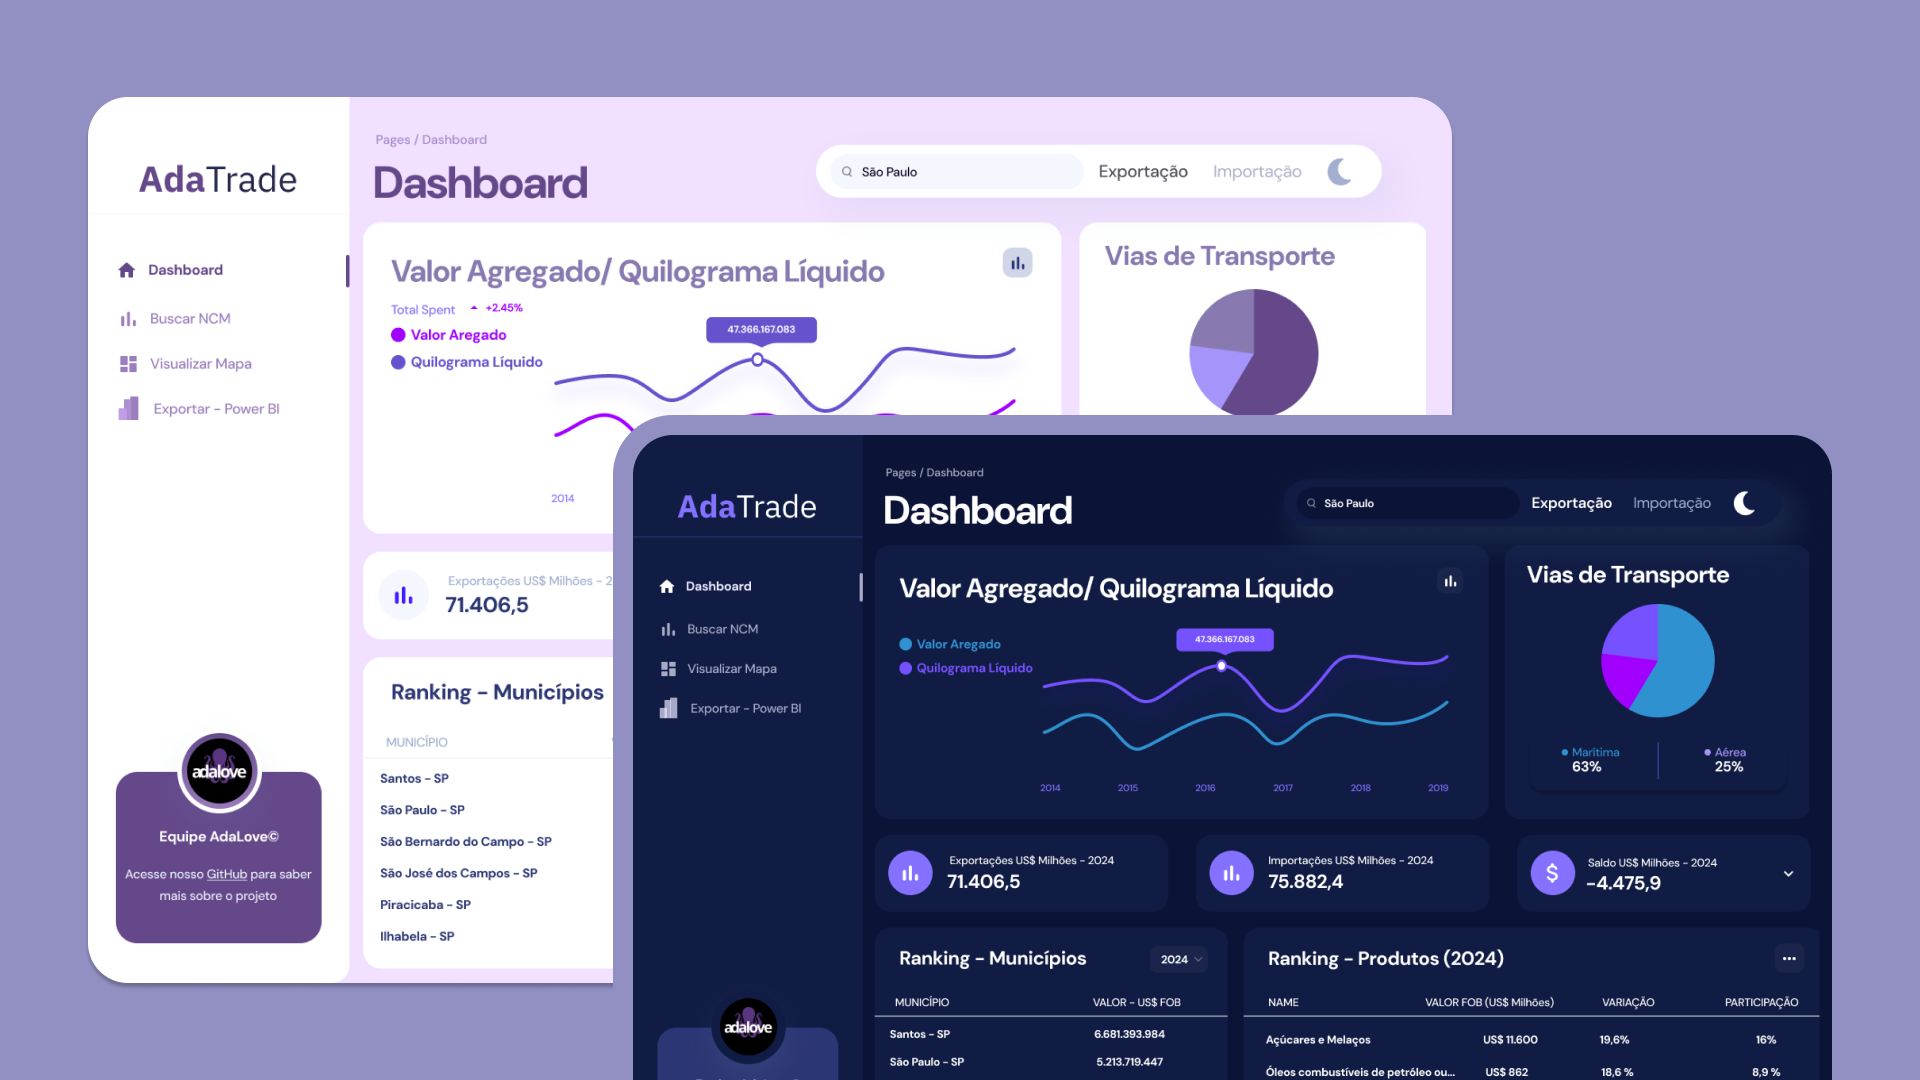 Pages / Dashboard
AdaTrade
Dashboard
São Paulo
Exportação
Importação
Dashboard
Buscar NCM
Visualizar Mapa
Exportar - Power BI
Valor Agregado/ Quilograma Líquido
Total Spent
+2.45%
Valor Aregado
Quilograma Líquido
47.366.167.083
2014
Vias de Transporte
Exportações US$ Milhões - 2
71.406,5
Ranking - Municípios
MUNICÍPIO
Santos - SP
São Paulo - SP
São Bernardo do Campo - SP
São José dos Campos - SP
Piracicaba - SP
Ilhabela - SP
adalove
Equipe AdaLove©
Acesse nosso GitHub para saber
mais sobre o projeto
Pages / Dashboard
AdaTrade
Dashboard
São Paulo
Exportação
Importação
Dashboard
Buscar NCM
Visualizar Mapa
Exportar - Power BI
Valor Agregado/ Quilograma Líquido
Valor Aregado
Quilograma Líquido
47.366.167.083
2014 2015 2016 2017 2018 2019
Vias de Transporte
Marítima
63%
Aérea
25%
Exportações US$ Milhões - 2024
71.406,5
Importações US$ Milhões - 2024
75.882,4
Saldo US$ Milhões - 2024
-4.475,9
Ranking - Municípios
2024
MUNICÍPIO VALOR - US$ FOB
Santos - SP 6.681.393.984
São Paulo - SP 5.213.719.447
Ranking - Produtos (2024)
NAME VALOR FOB (US$ Milhões) VARIAÇÃO PARTICIPAÇÃO
Açúcares e Melaços US$ 11.600 19,6% 16%
Óleos combustíveis de petróleo ou... US$ 862 18,6 % 8,9 %
adalove